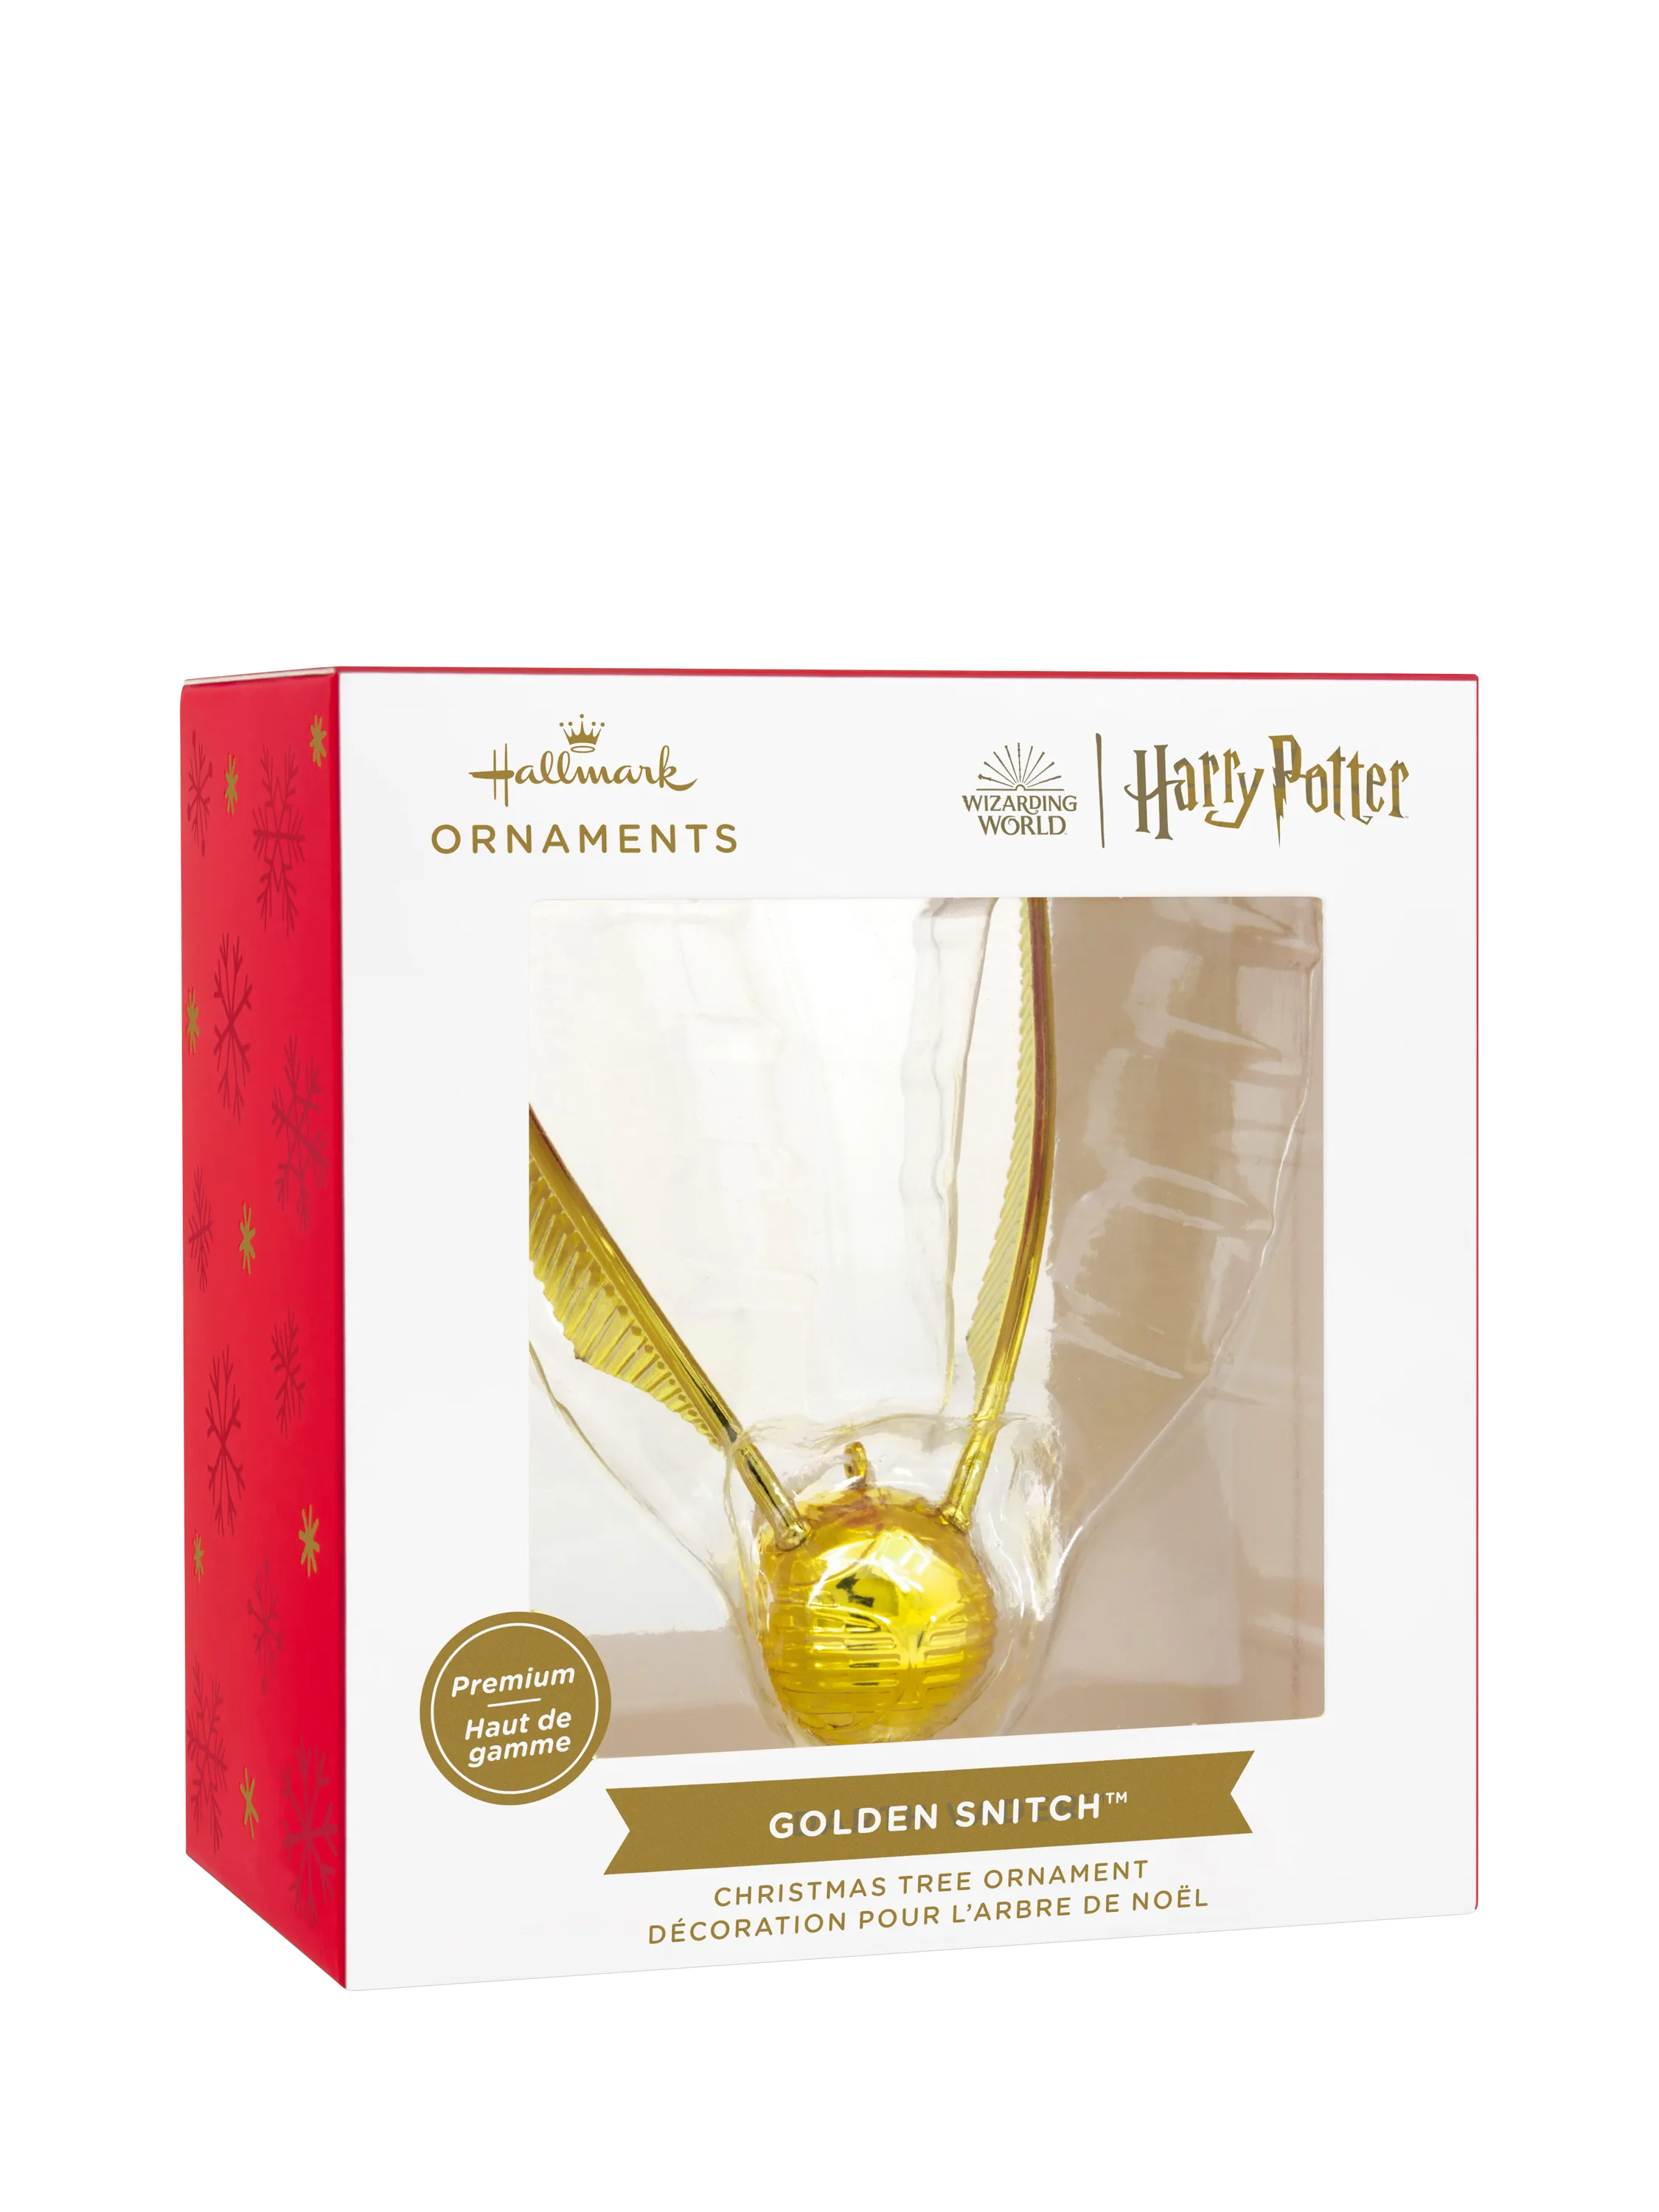 Hallmark
ORNAMENTS
WIZARDING
WORLD
Harry Potter
Premium
Haut de
gamme
GOLDEN SNITCH™
CHRISTMAS TREE ORNAMENT
DÉCORATION POUR L'ARBRE DE NOËL